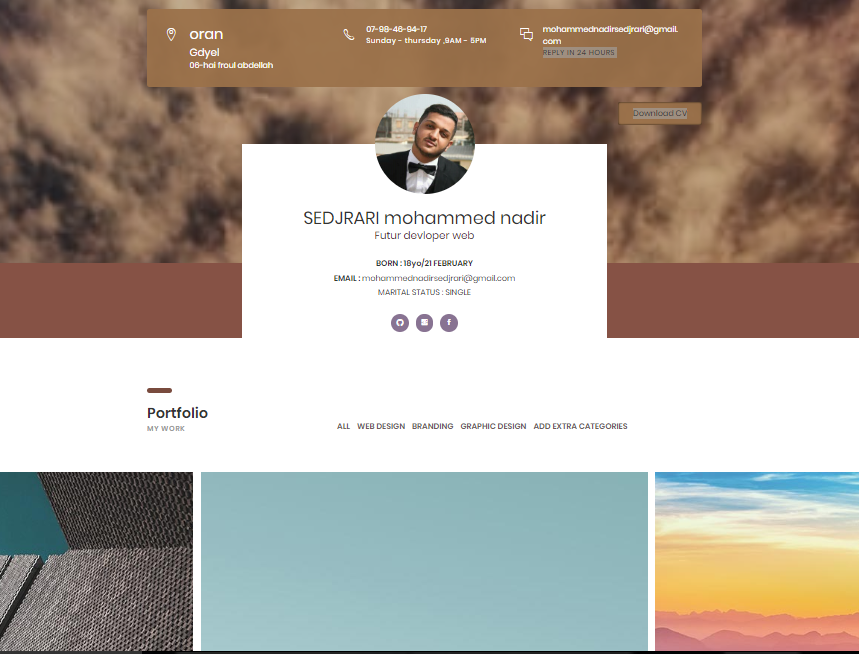 oran
Gdyel
06-hai froul abdellah
07-98-46-94-17
Sunday - thursday ,9AM - 5PM
mohammednadirsedjrari@gmail.
com
REPLY IN 24 HOURS
Download CV
SEDJRARI mohammed nadir
Futur devloper web
BORN : 18yo/21 FEBRUARY
EMAIL : mohammednadirsedjrari@gmail.com
MARITAL STATUS : SINGLE
Portfolio
MY WORK
ALL WEB DESIGN BRANDING GRAPHIC DESIGN ADD EXTRA CATEGORIES